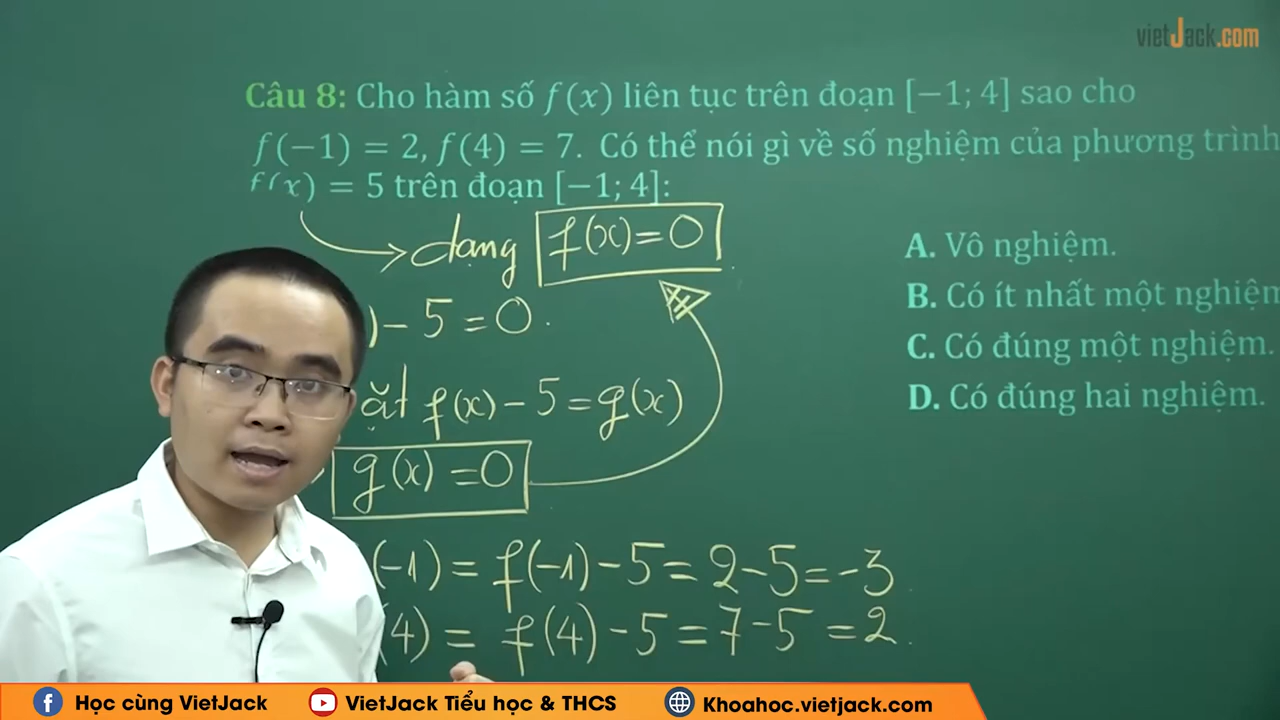 vietJack.com
Câu 8: Cho hàm số f(x) liên tục trên đoạn [−1; 4] sao cho
f(−1) = 2, f(4) = 7. Có thể nói gì về số nghiệm của phương trình
f(x) = 5 trên đoạn [−1; 4]:
dạng f(x) = 0
A. Vô nghiệm.
) − 5 = 0.
B. Có ít nhất một nghiệm
C. Có đúng một nghiệm.
ặt f(x) − 5 = g(x)
D. Có đúng hai nghiệm.
g(x) = 0
(−1) = f(−1) − 5 = 2 − 5 = −3
(4) = f(4) − 5 = 7 − 5 = 2.
Học cùng VietJack
VietJack Tiểu học & THCS
Khoahoc.vietjack.com